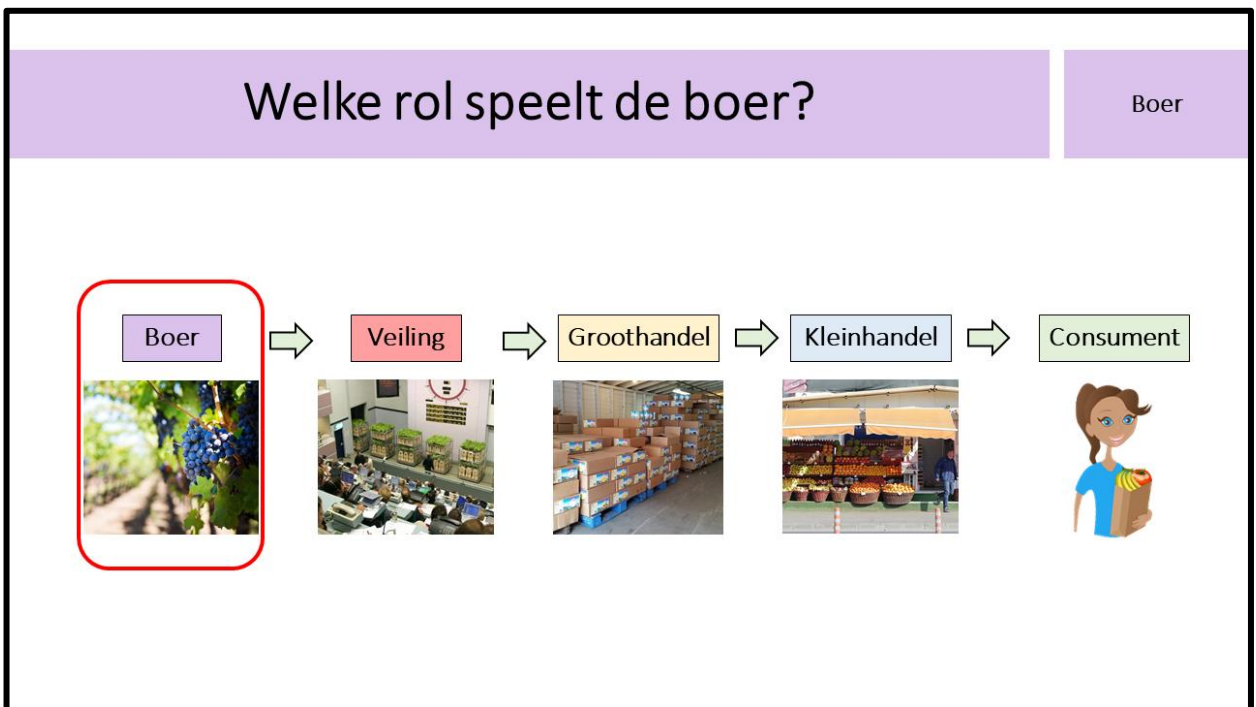 Welke rol speelt de boer?
Boer
Boer
Veiling
Groothandel
Kleinhandel
Consument